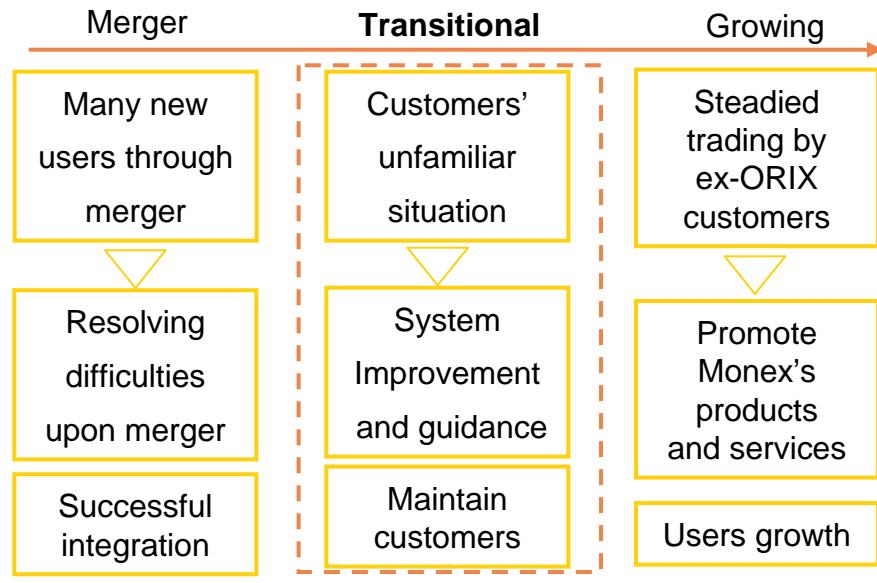 Merger
Transitional
Growing
Many new
users through
merger
Resolving
difficulties
upon merger
Successful
integration
Customers’
unfamiliar
situation
System
Improvement
and guidance
Maintain
customers
Steadied
trading by
ex-ORIX
customers
Promote
Monex’s
products
and services
Users growth